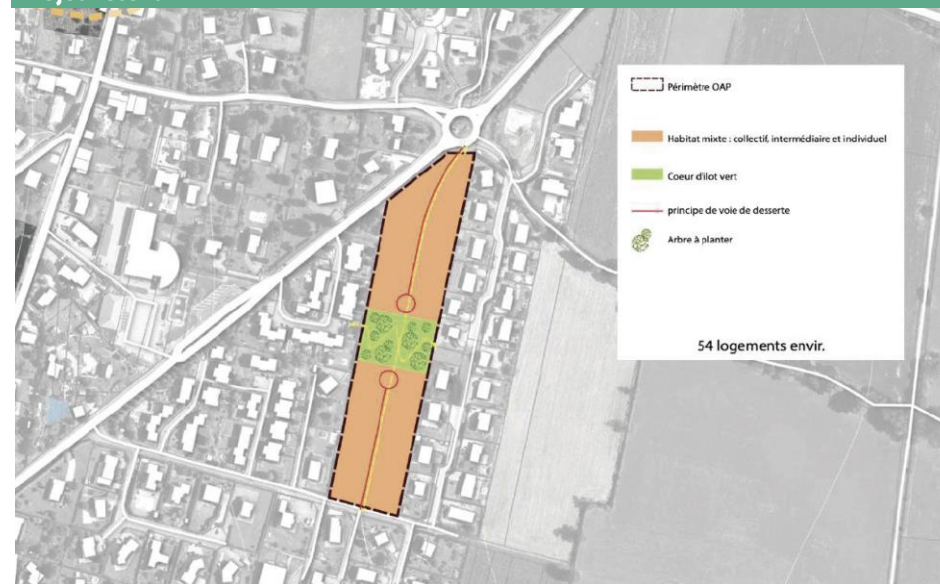 Périmètre OAP
Habitat mixte : collectif, intermédiaire et individuel
Coeur d'ilot vert
principe de voie de desserte
Arbre à planter
54 logements envir.